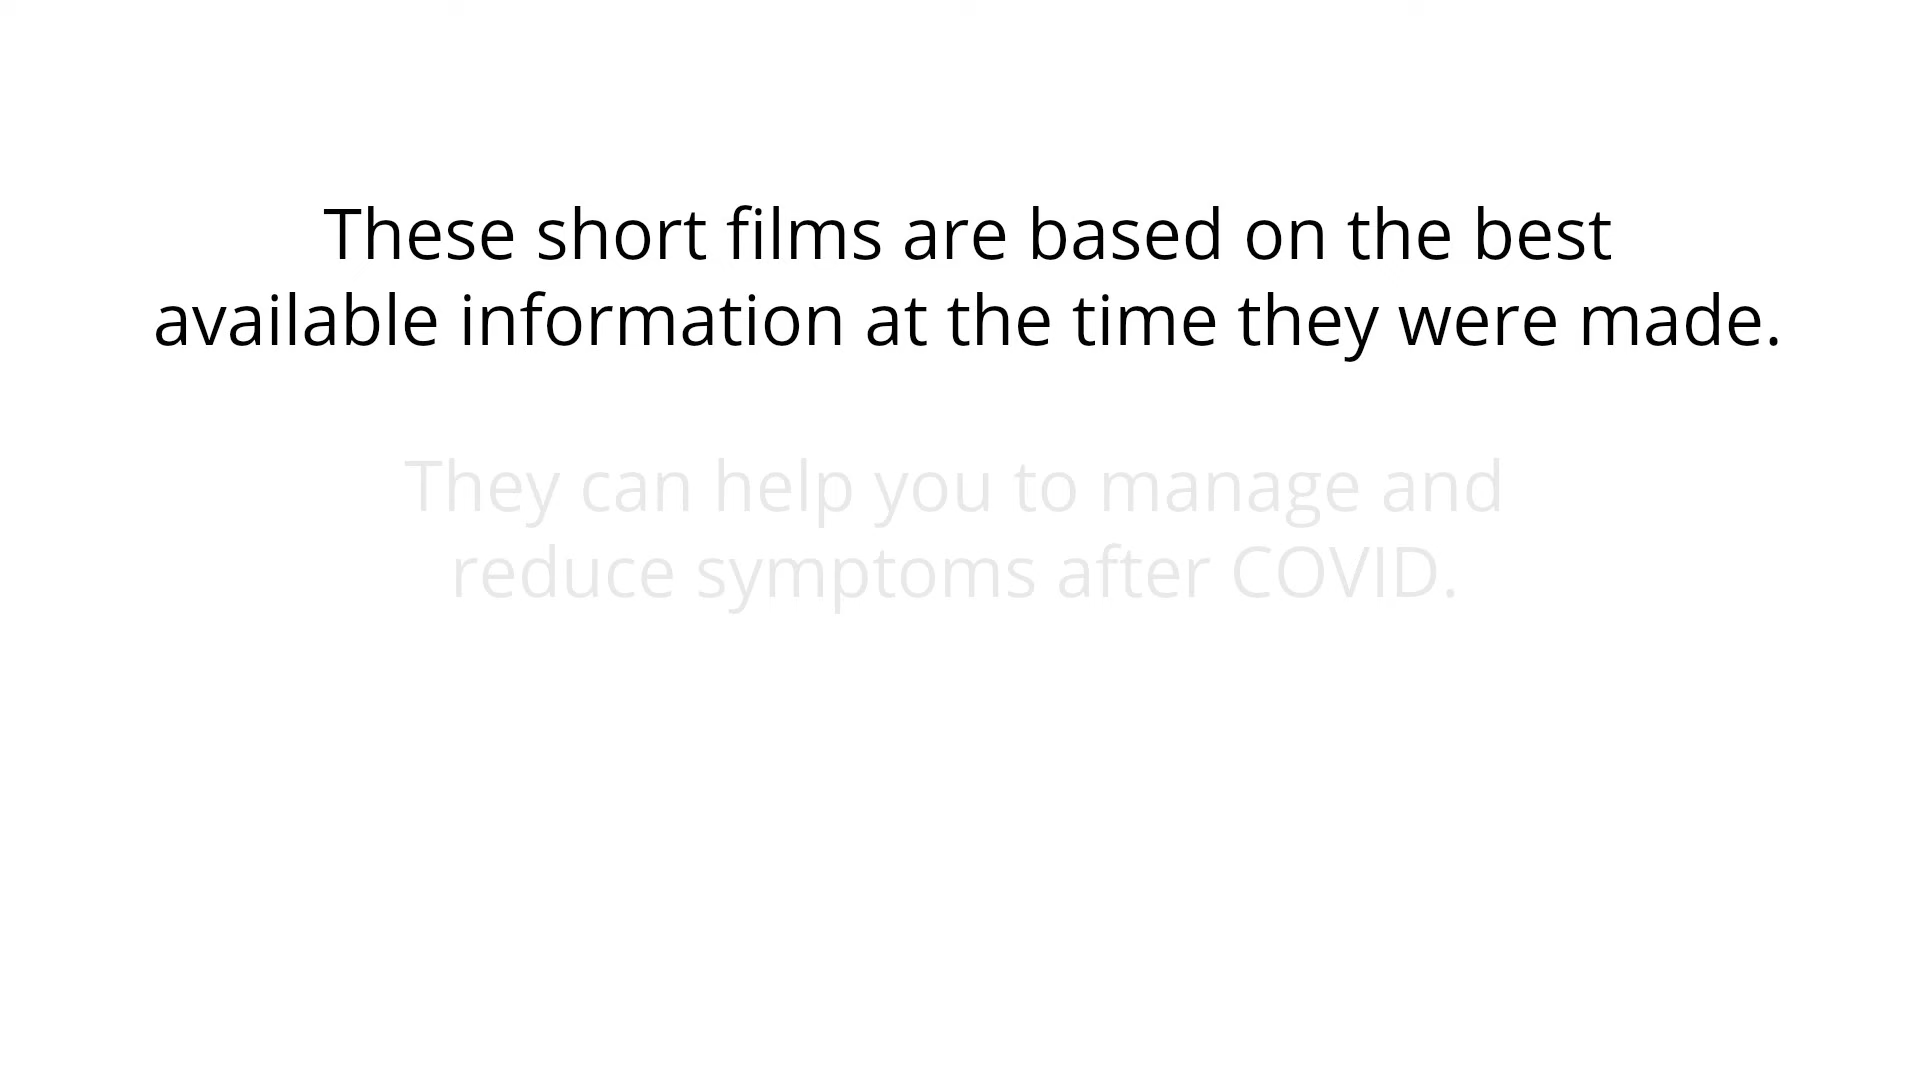 These short films are based on the best
available information at the time they were made.
They can help you to manage and
reduce symptoms after COVID.